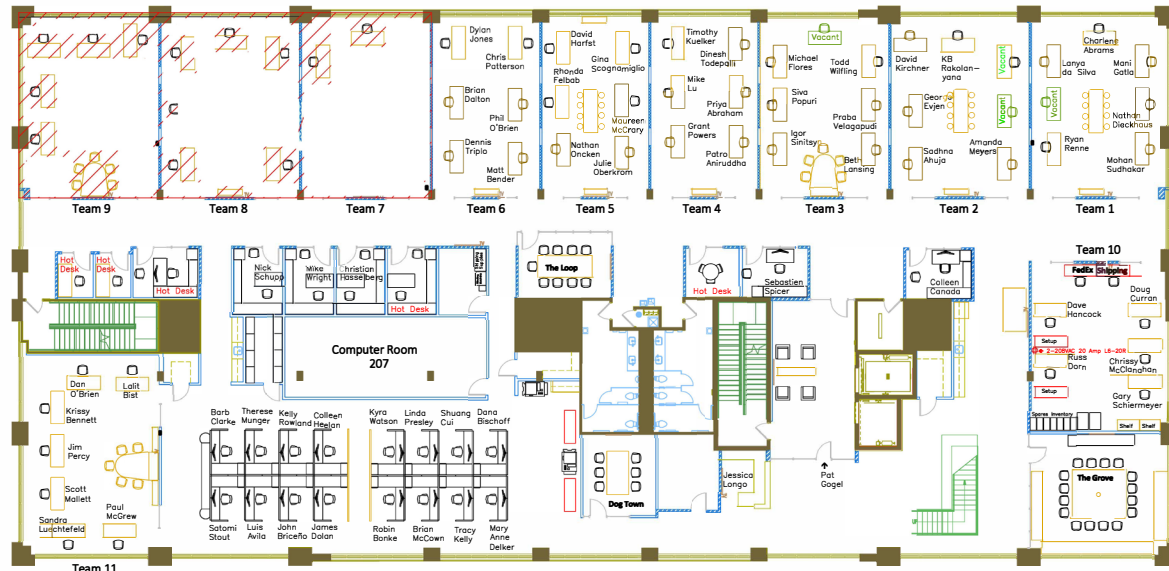 Dylan
Jones
Chris
Patterson
Brian
Dalton
Phil
O'Brien
Dennis
Triplo
Matt
Bender
David
Harfst
Gina
Scognamiglio
Rhonda
Felbab
Maureen
McCrary
Nathan
Oncken
Julie
Oberkrom
Timothy
Kuelker
Dinesh
Todepalli
Mike
Lu
Priya
Abraham
Grant
Powers
Patro
Aniruddha
Vacant
Michael
Flores
Todd
Wilfling
Siva
Popuri
Praba
Velagapudi
Igor
Sinitsyn
Beth
Lansing
David
Kirchner
KB
Rokolan-
yana
Vacant
George
Evjen
Vacant
Sadhna
Ahuja
Amanda
Meyers
Charlene
Abrams
Lanya
da Silva
Mani
Gatla
Vacant
Nathan
Dieckhaus
Ryan
Renne
Mohan
Sudhakar
Team 9
Team 8
Team 7
Team 6
Team 5
Team 4
Team 3
Team 2
Team 1
Team 10
Hot
Desk
Hot
Desk
Hot Desk
Nick
Schupp
Mike
Wright
Christian
Hasselberg
Hot Desk
The Loop
Hot Desk
Sebastien
Spicer
Colleen
Canada
FedEx
Shipping
Doug
Curran
Dave
Hancock
Setup
2-208VAC 20 Amp L6-20R
Russ
Dorn
Chrissy
McClanahan
Setup
Gary
Schiermeyer
Spares Inventory
Shelf
Shelf
Computer Room
207
Dan
O'Brien
Lalit
Bist
Krissy
Bennett
Jim
Percy
Scott
Mallett
Sandra
Luechtefeld
Paul
McGrew
Team 11
Barb
Clarke
Therese
Munger
Kelly
Rowland
Colleen
Heelan
Kyra
Watson
Linda
Presley
Shuang
Cui
Dana
Bischoff
Satomi
Stout
Luis
Avila
John
Briceño
James
Dolan
Robin
Bonke
Brian
McCown
Tracy
Kelly
Mary
Anne
Delker
Dog Town
Jessica
Longo
Pat
Gogel
The Grove